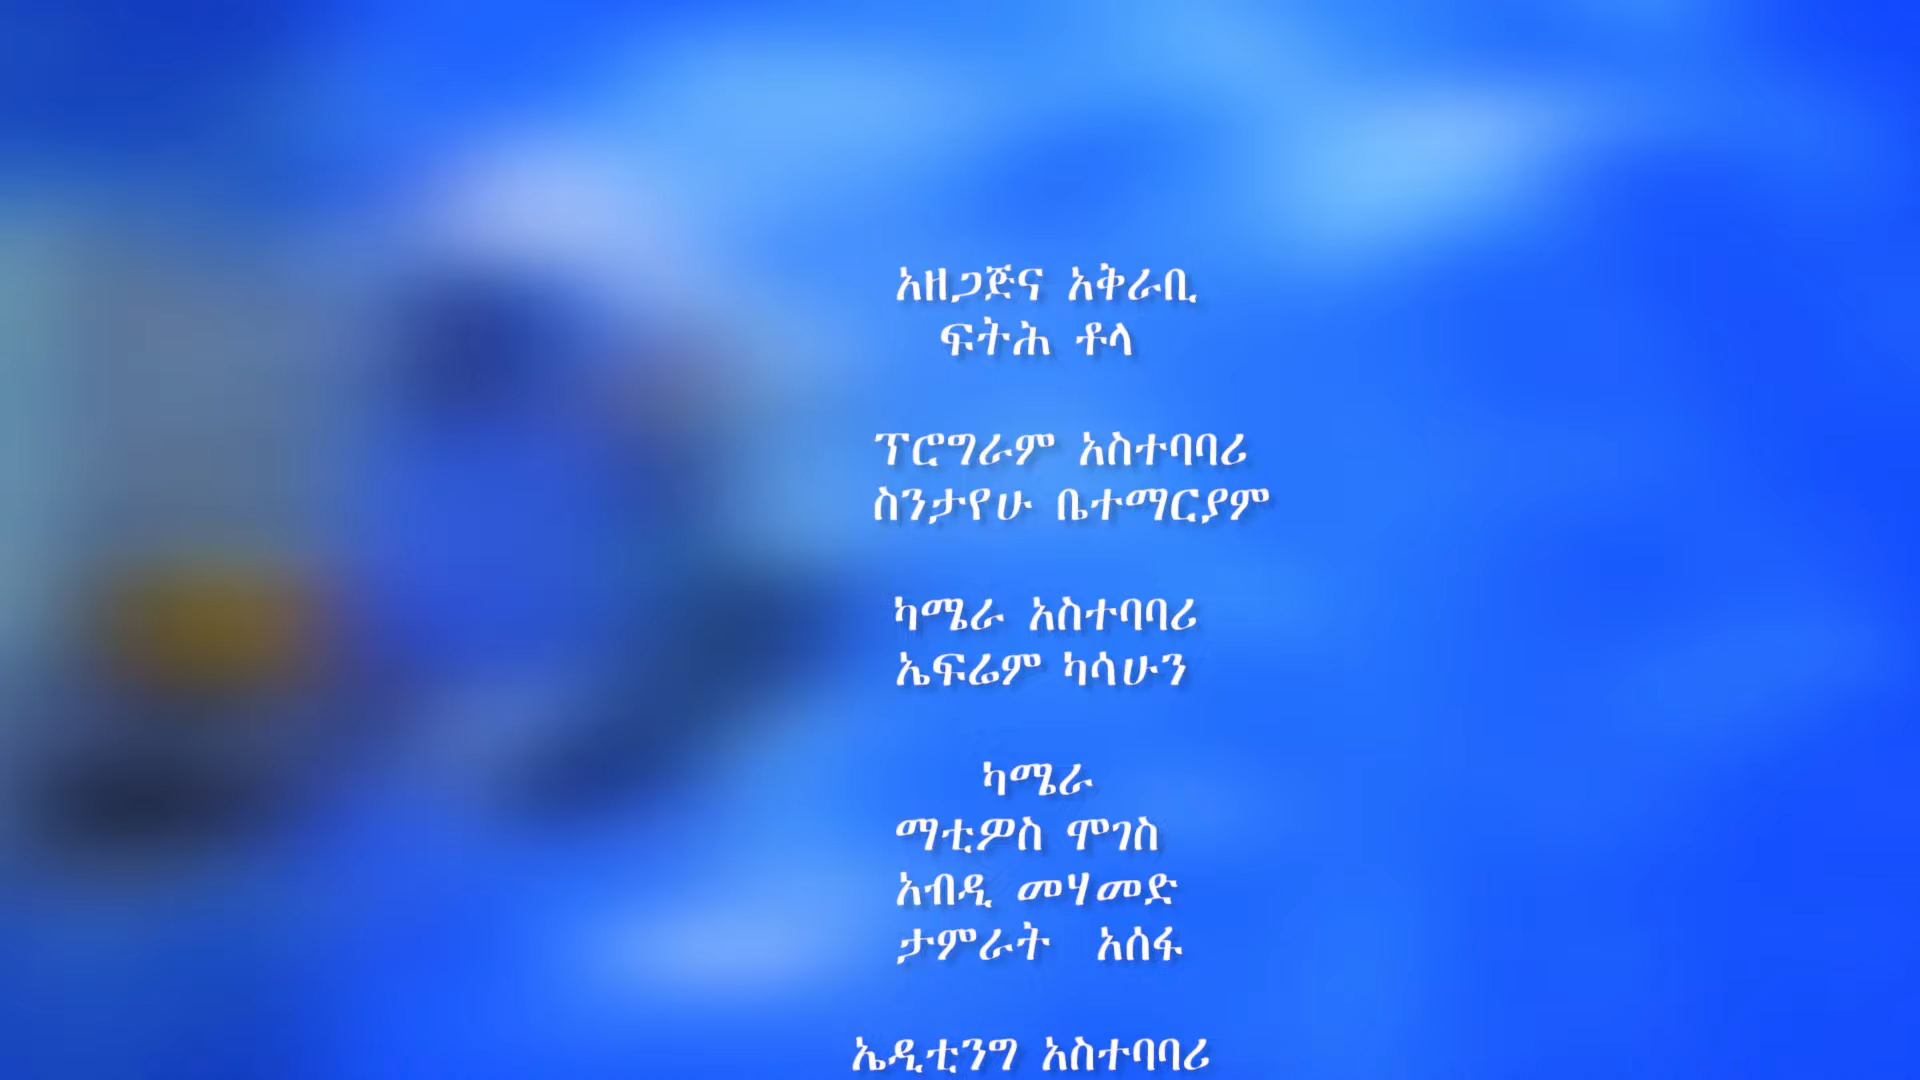 አዘጋጅና አቅራቢ
ፍትሕ ቶላ
ፕሮግራም አስተባባሪ
ስንታየሁ ቤተማርያም
ካሜራ አስተባባሪ
ኤፍሬም ካሳሁን
ካሜራ
ማቲዎስ ሞገስ
አብዲ መሃመድ
ታምራት አሰፋ
ኤዲቲንግ አስተባባሪ